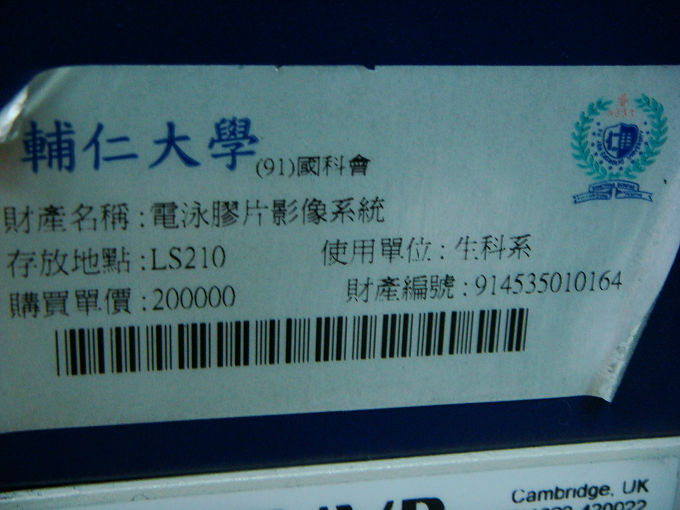 輔仁大學 (91)國科會
財產名稱:電泳膠片影像系統
存放地點:LS210 使用單位:生科系
購買單價:200000 財產編號:914535010164
Cambridge, UK